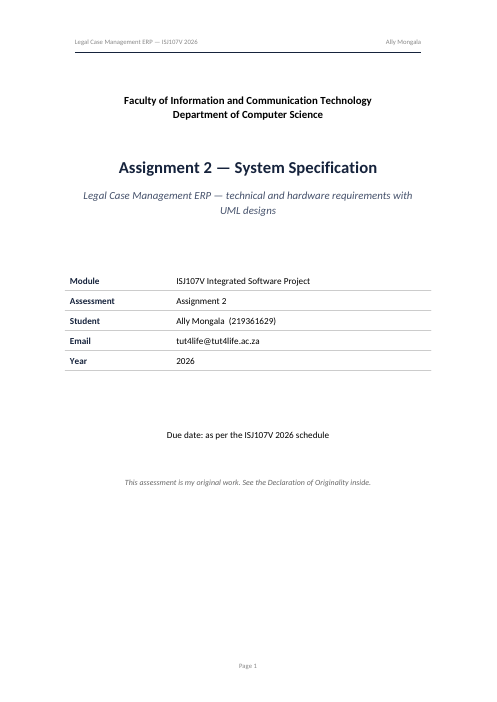 Legal Case Management ERP — ISJ107V 2026 Ally Mongala
Faculty of Information and Communication Technology
Department of Computer Science
Assignment 2 — System Specification
Legal Case Management ERP — technical and hardware requirements with
UML designs
Module ISJ107V Integrated Software Project
Assessment Assignment 2
Student Ally Mongala (219361629)
Email tut4life@tut4life.ac.za
Year 2026
Due date: as per the ISJ107V 2026 schedule
This assessment is my original work. See the Declaration of Originality inside.
Page 1